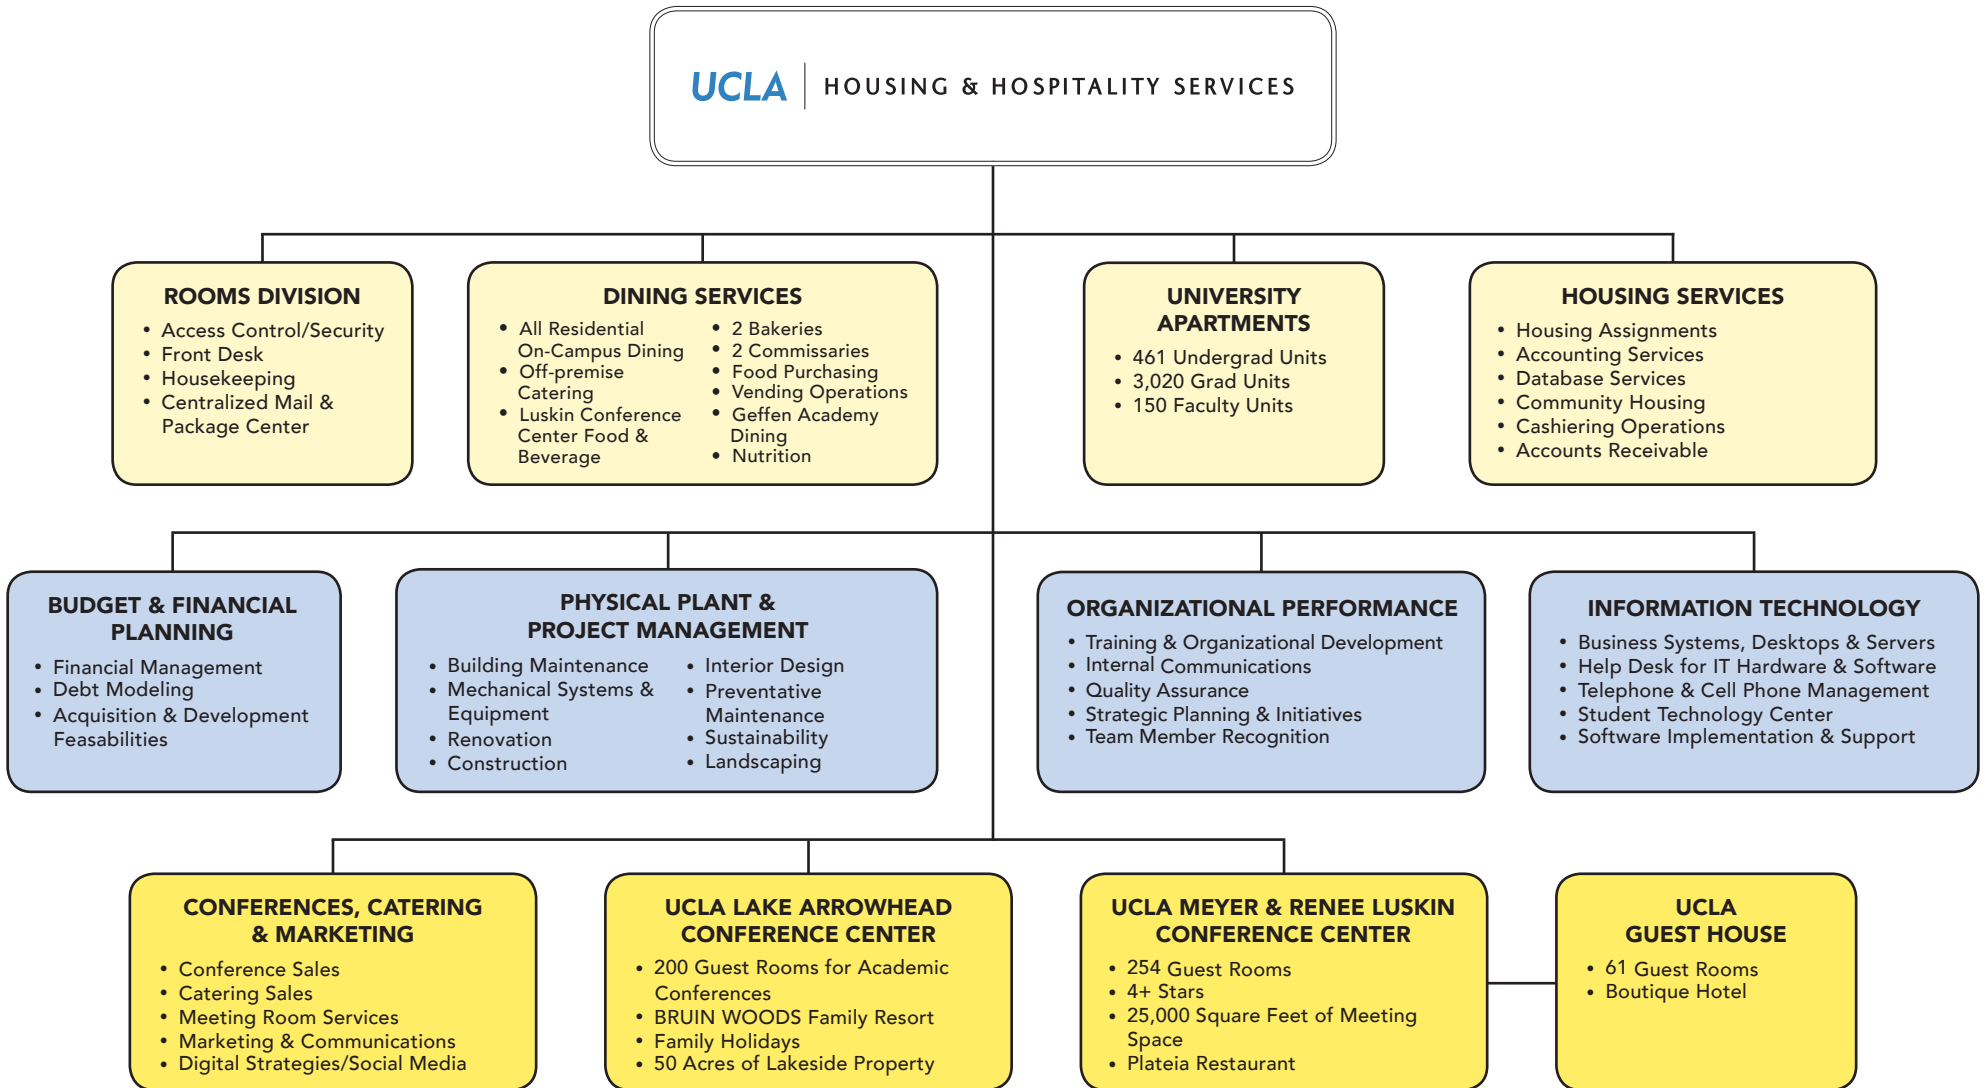 UCLA | HOUSING & HOSPITALITY SERVICES
ROOMS DIVISION
• Access Control/Security
• Front Desk
• Housekeeping
• Centralized Mail &
Package Center
DINING SERVICES
• All Residential
On-Campus Dining
• Off-premise
Catering
• Luskin Conference
Center Food &
Beverage
• 2 Bakeries
• 2 Commissaries
• Food Purchasing
• Vending Operations
• Geffen Academy
Dining
• Nutrition
UNIVERSITY
APARTMENTS
• 461 Undergrad Units
• 3,020 Grad Units
• 150 Faculty Units
HOUSING SERVICES
• Housing Assignments
• Accounting Services
• Database Services
• Community Housing
• Cashiering Operations
• Accounts Receivable
BUDGET & FINANCIAL
PLANNING
• Financial Management
• Debt Modeling
• Acquisition & Development
Feasabilities
PHYSICAL PLANT &
PROJECT MANAGEMENT
• Building Maintenance
• Mechanical Systems &
Equipment
• Renovation
• Construction
• Interior Design
• Preventative
Maintenance
• Sustainability
• Landscaping
ORGANIZATIONAL PERFORMANCE
• Training & Organizational Development
• Internal Communications
• Quality Assurance
• Strategic Planning & Initiatives
• Team Member Recognition
INFORMATION TECHNOLOGY
• Business Systems, Desktops & Servers
• Help Desk for IT Hardware & Software
• Telephone & Cell Phone Management
• Student Technology Center
• Software Implementation & Support
CONFERENCES, CATERING
& MARKETING
• Conference Sales
• Catering Sales
• Meeting Room Services
• Marketing & Communications
• Digital Strategies/Social Media
UCLA LAKE ARROWHEAD
CONFERENCE CENTER
• 200 Guest Rooms for Academic
Conferences
• BRUIN WOODS Family Resort
• Family Holidays
• 50 Acres of Lakeside Property
UCLA MEYER & RENEE LUSKIN
CONFERENCE CENTER
• 254 Guest Rooms
• 4+ Stars
• 25,000 Square Feet of Meeting
Space
• Plateia Restaurant
UCLA
GUEST HOUSE
• 61 Guest Rooms
• Boutique Hotel